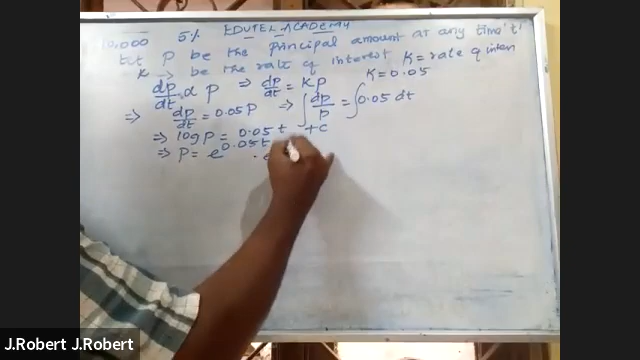 10,000 5% EDUTEL ACADEMY
Let P be the principal amount at any time 't'
K → be the rate of interest K = rate of interest
dp/dt ∝ P ⇒ dp/dt = KP K = 0.05
⇒ dp/dt = 0.05 P ⇒ ∫ dp/p = ∫ 0.05 dt
⇒ log P = 0.05 t + c
⇒ P = e^0.05t .
J.Robert J.Robert